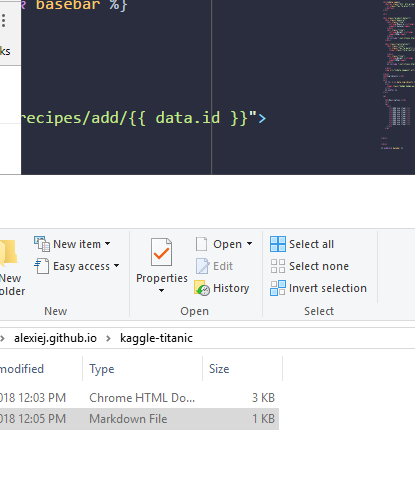 basebar %}
ks
recipes/add/{{ data.id }}">
New item
Open
Select all
Easy access
Edit
Select none
New
folder
Properties
History
Invert selection
New
Open
Select
alexiej.github.io
kaggle-titanic
modified
Type
Size
018 12:03 PM
Chrome HTML Do...
3 KB
018 12:05 PM
Markdown File
1 KB